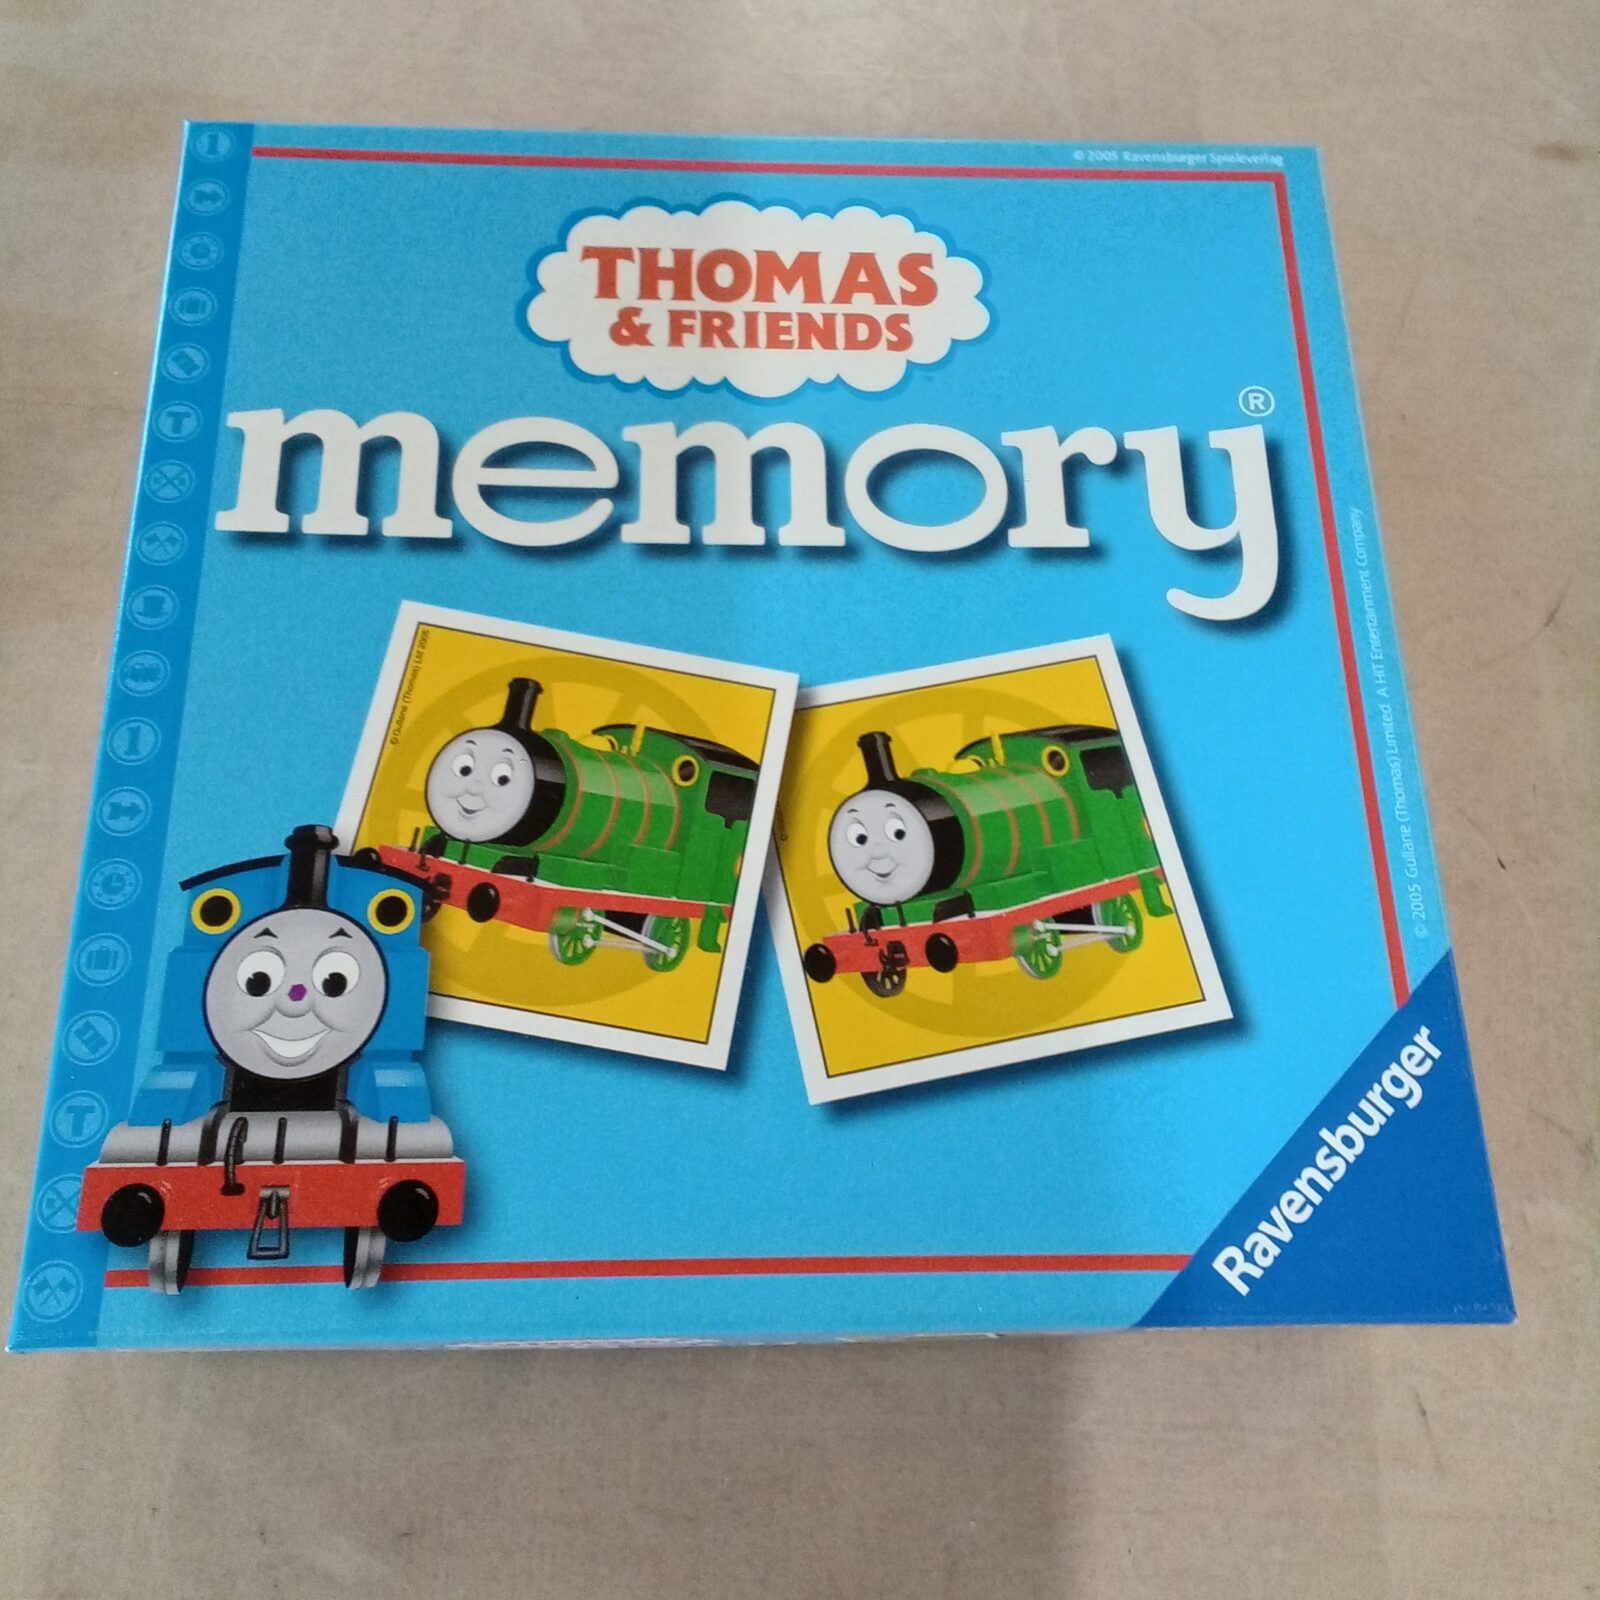 © 2005 Ravensburger Spieleverlag
THOMAS
& FRIENDS
memory®
© Gullane (Thomas) Ltd 2005
© 2005 Gullane (Thomas) Limited A HIT Entertainment Company
Ravensburger